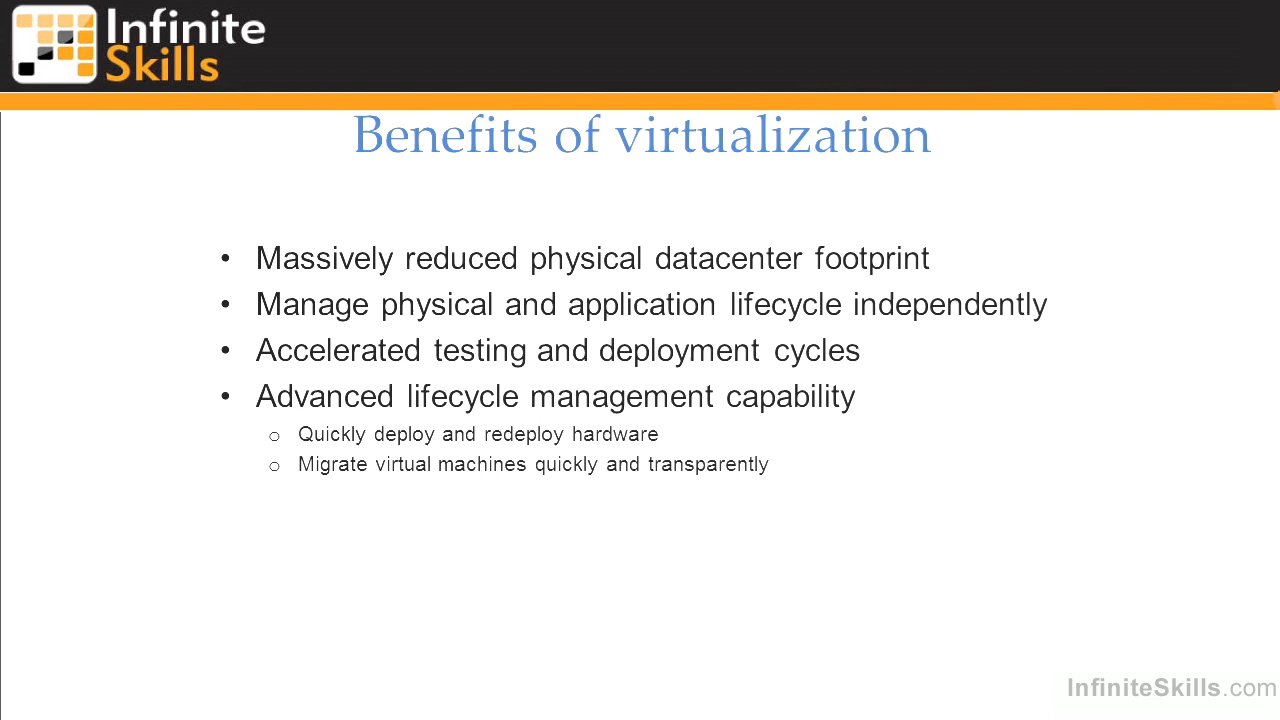 Infinite
Skills
Benefits of virtualization
• Massively reduced physical datacenter footprint
• Manage physical and application lifecycle independently
• Accelerated testing and deployment cycles
• Advanced lifecycle management capability
o Quickly deploy and redeploy hardware
o Migrate virtual machines quickly and transparently
InfiniteSkills.com